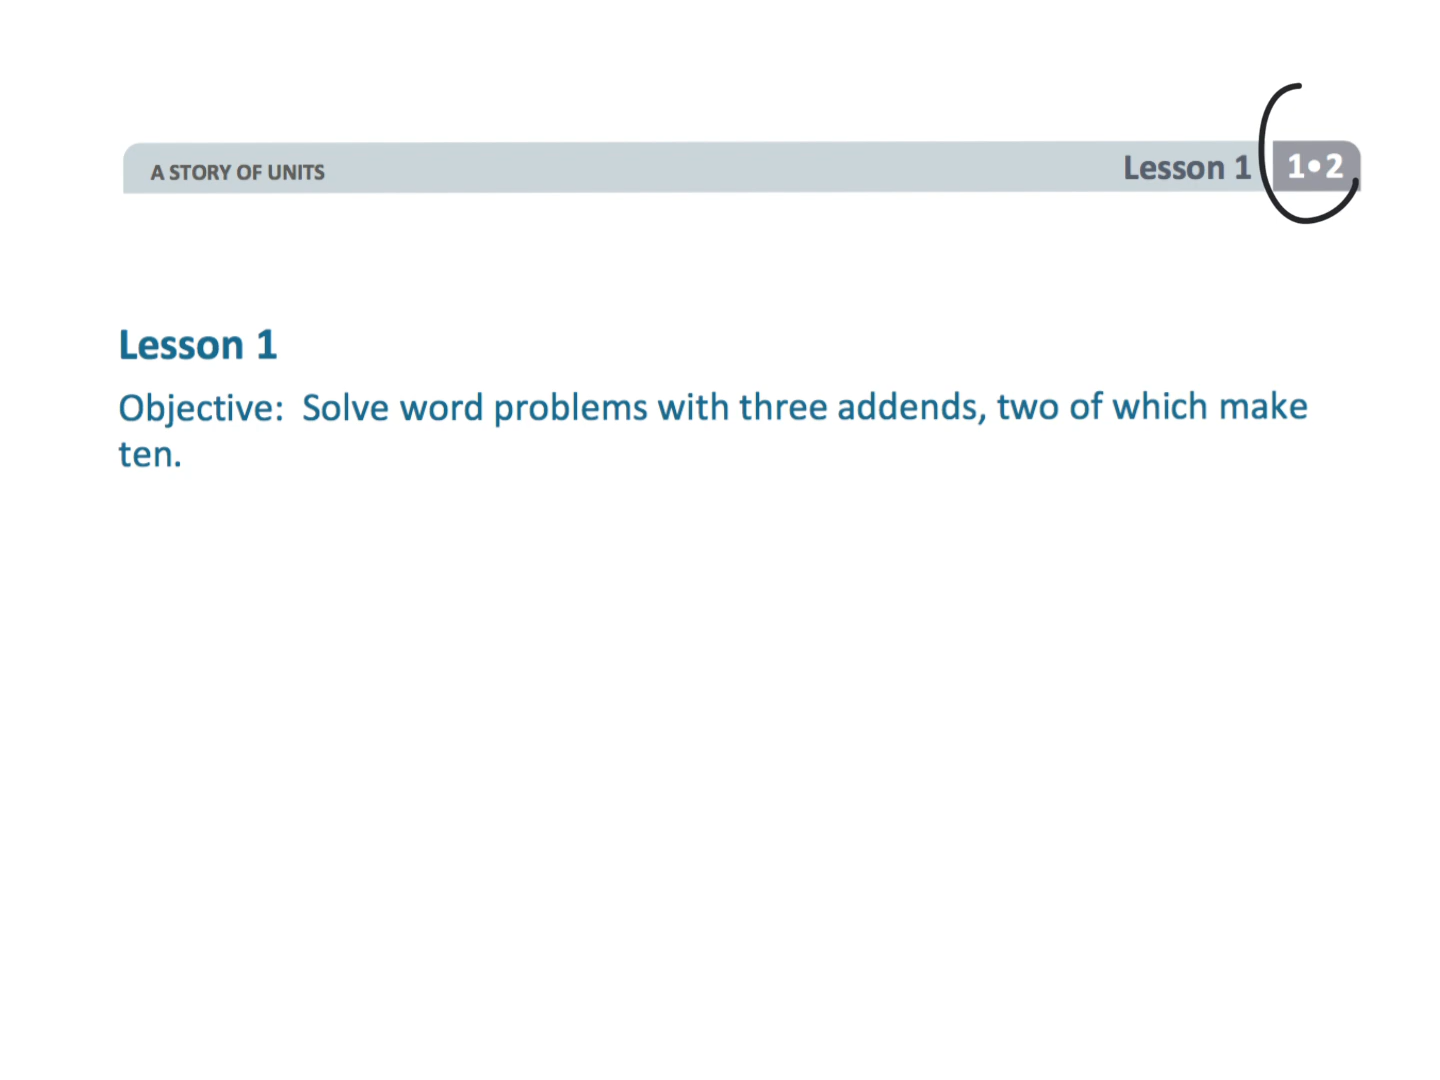 A STORY OF UNITS
Lesson 1
1•2
Lesson 1
Objective: Solve word problems with three addends, two of which make
ten.